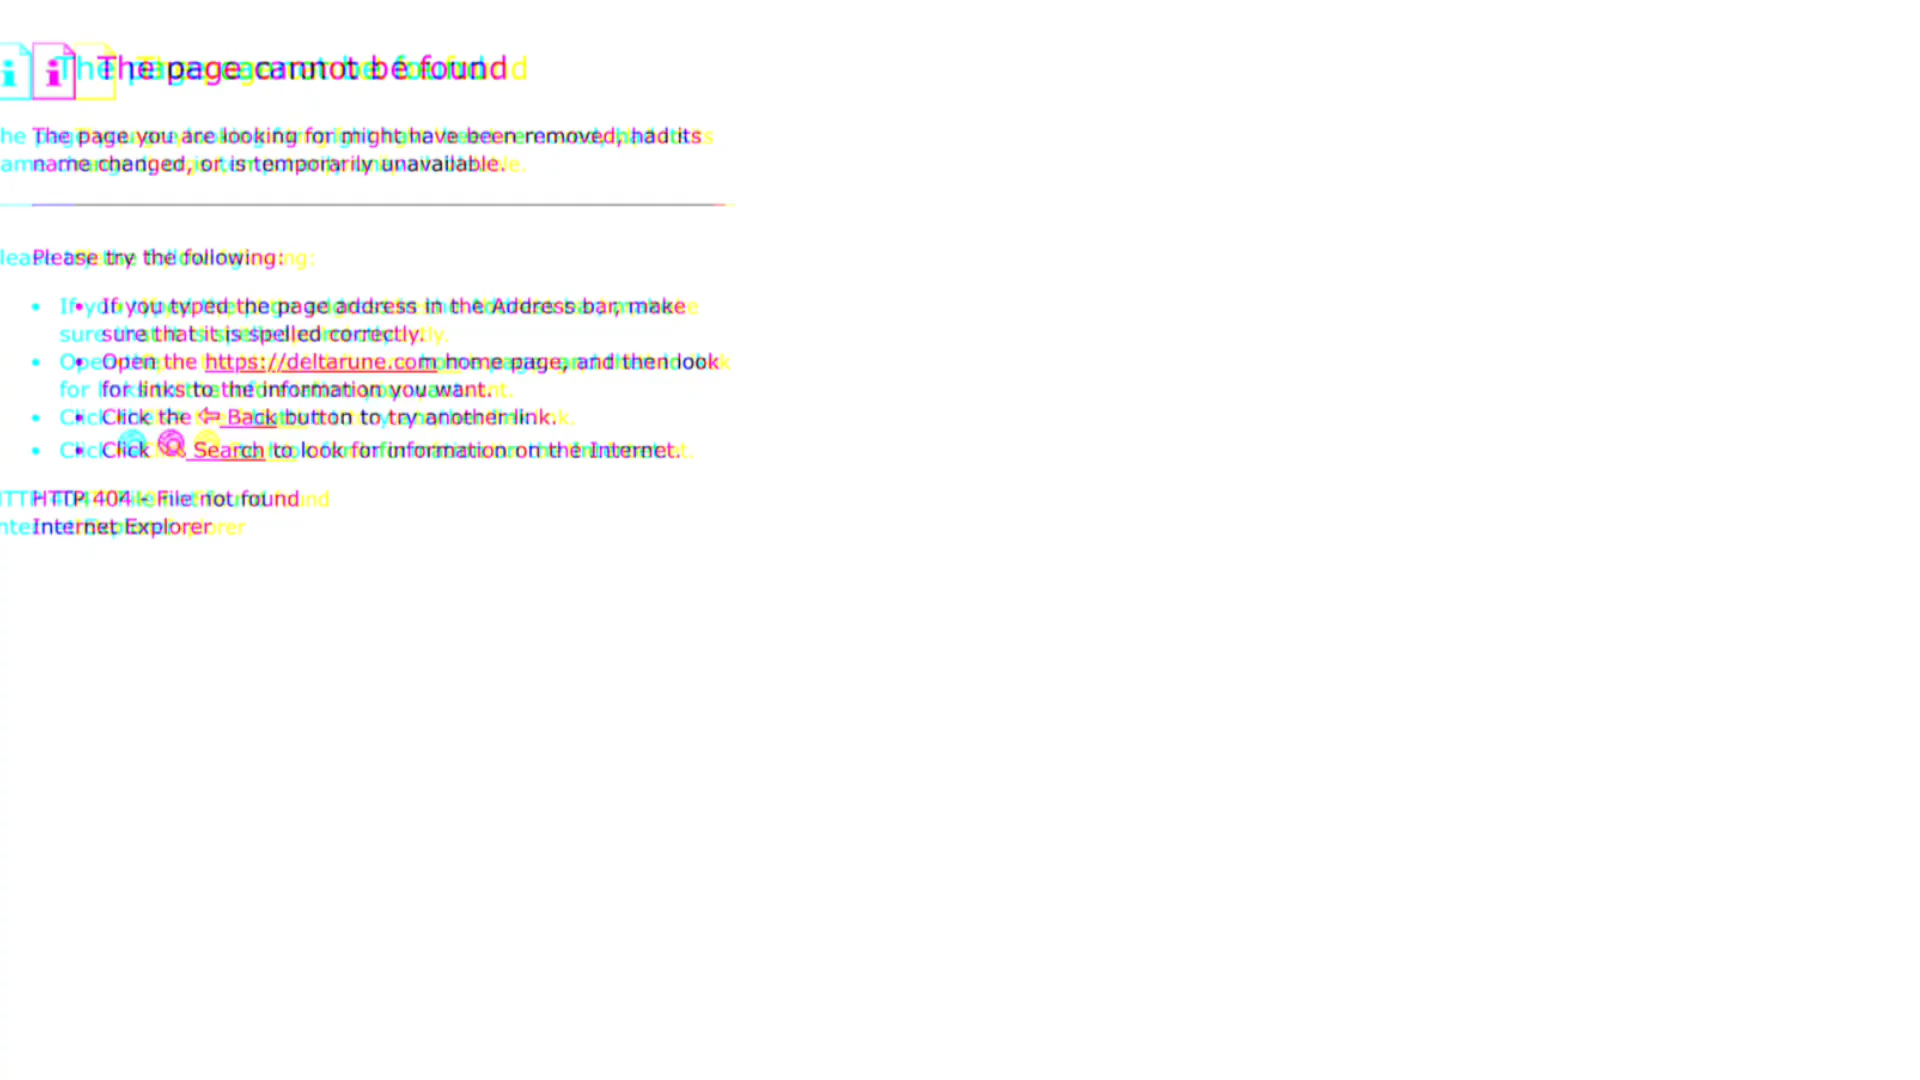 The page cannot be found
The page you are looking for might have been removed, had its
name changed, or is temporarily unavailable.
Please try the following:
• If you typed the page address in the Address bar, make
sure that it is spelled correctly.
• Open the https://deltarune.com home page, and then look
for links to the information you want.
• Click the ⇦ Back button to try another link.
• Click Search to look for information on the Internet.
HTTP 404 - File not found
Internet Explorer